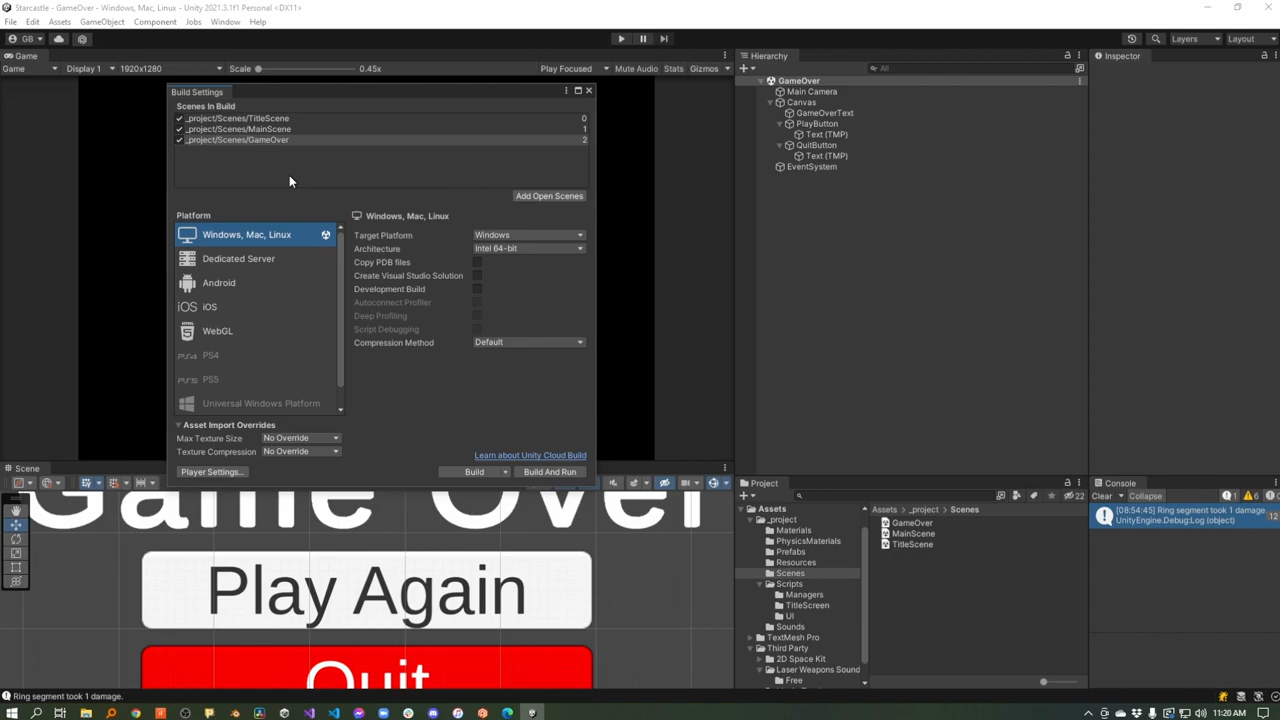 Starcastle - GameOver - Windows, Mac, Linux - Unity 2021.3.1f1 Personal <DX11>
File Edit Assets GameObject Component Jobs Window Help
GB Layers Layout
Game
Game Display 1 1920x1280 Scale 0.45x Play Focused Mute Audio Stats Gizmos
Build Settings
Scenes In Build
_project/Scenes/TitleScene 0
_project/Scenes/MainScene 1
_project/Scenes/GameOver 2
Add Open Scenes
Platform
Windows, Mac, Linux
Dedicated Server
Android
iOS iOS
WebGL
PS4 PS4
PS5 PS5
Universal Windows Platform
Windows, Mac, Linux
Target Platform Windows
Architecture Intel 64-bit
Copy PDB files
Create Visual Studio Solution
Development Build
Autoconnect Profiler
Deep Profiling
Script Debugging
Compression Method Default
Asset Import Overrides
Max Texture Size No Override
Texture Compression No Override
Learn about Unity Cloud Build
Player Settings... Build Build And Run
Hierarchy
All
GameOver
Main Camera
Canvas
GameOverText
PlayButton
Text (TMP)
QuitButton
Text (TMP)
EventSystem
Inspector
Scene
Game Over
Play Again
Quit
Project
22
Assets
_project
Materials
PhysicsMaterials
Prefabs
Resources
Scenes
Scripts
Managers
TitleScreen
UI
Sounds
TextMesh Pro
Third Party
2D Space Kit
Laser Weapons Sound
Free
Assets > _project > Scenes
GameOver
MainScene
TitleScene
Console
Clear Collapse 1 6 0
[08:54:45] Ring segment took 1 damage.
UnityEngine.Debug:Log (object)
12
Ring segment took 1 damage.
11:20 AM